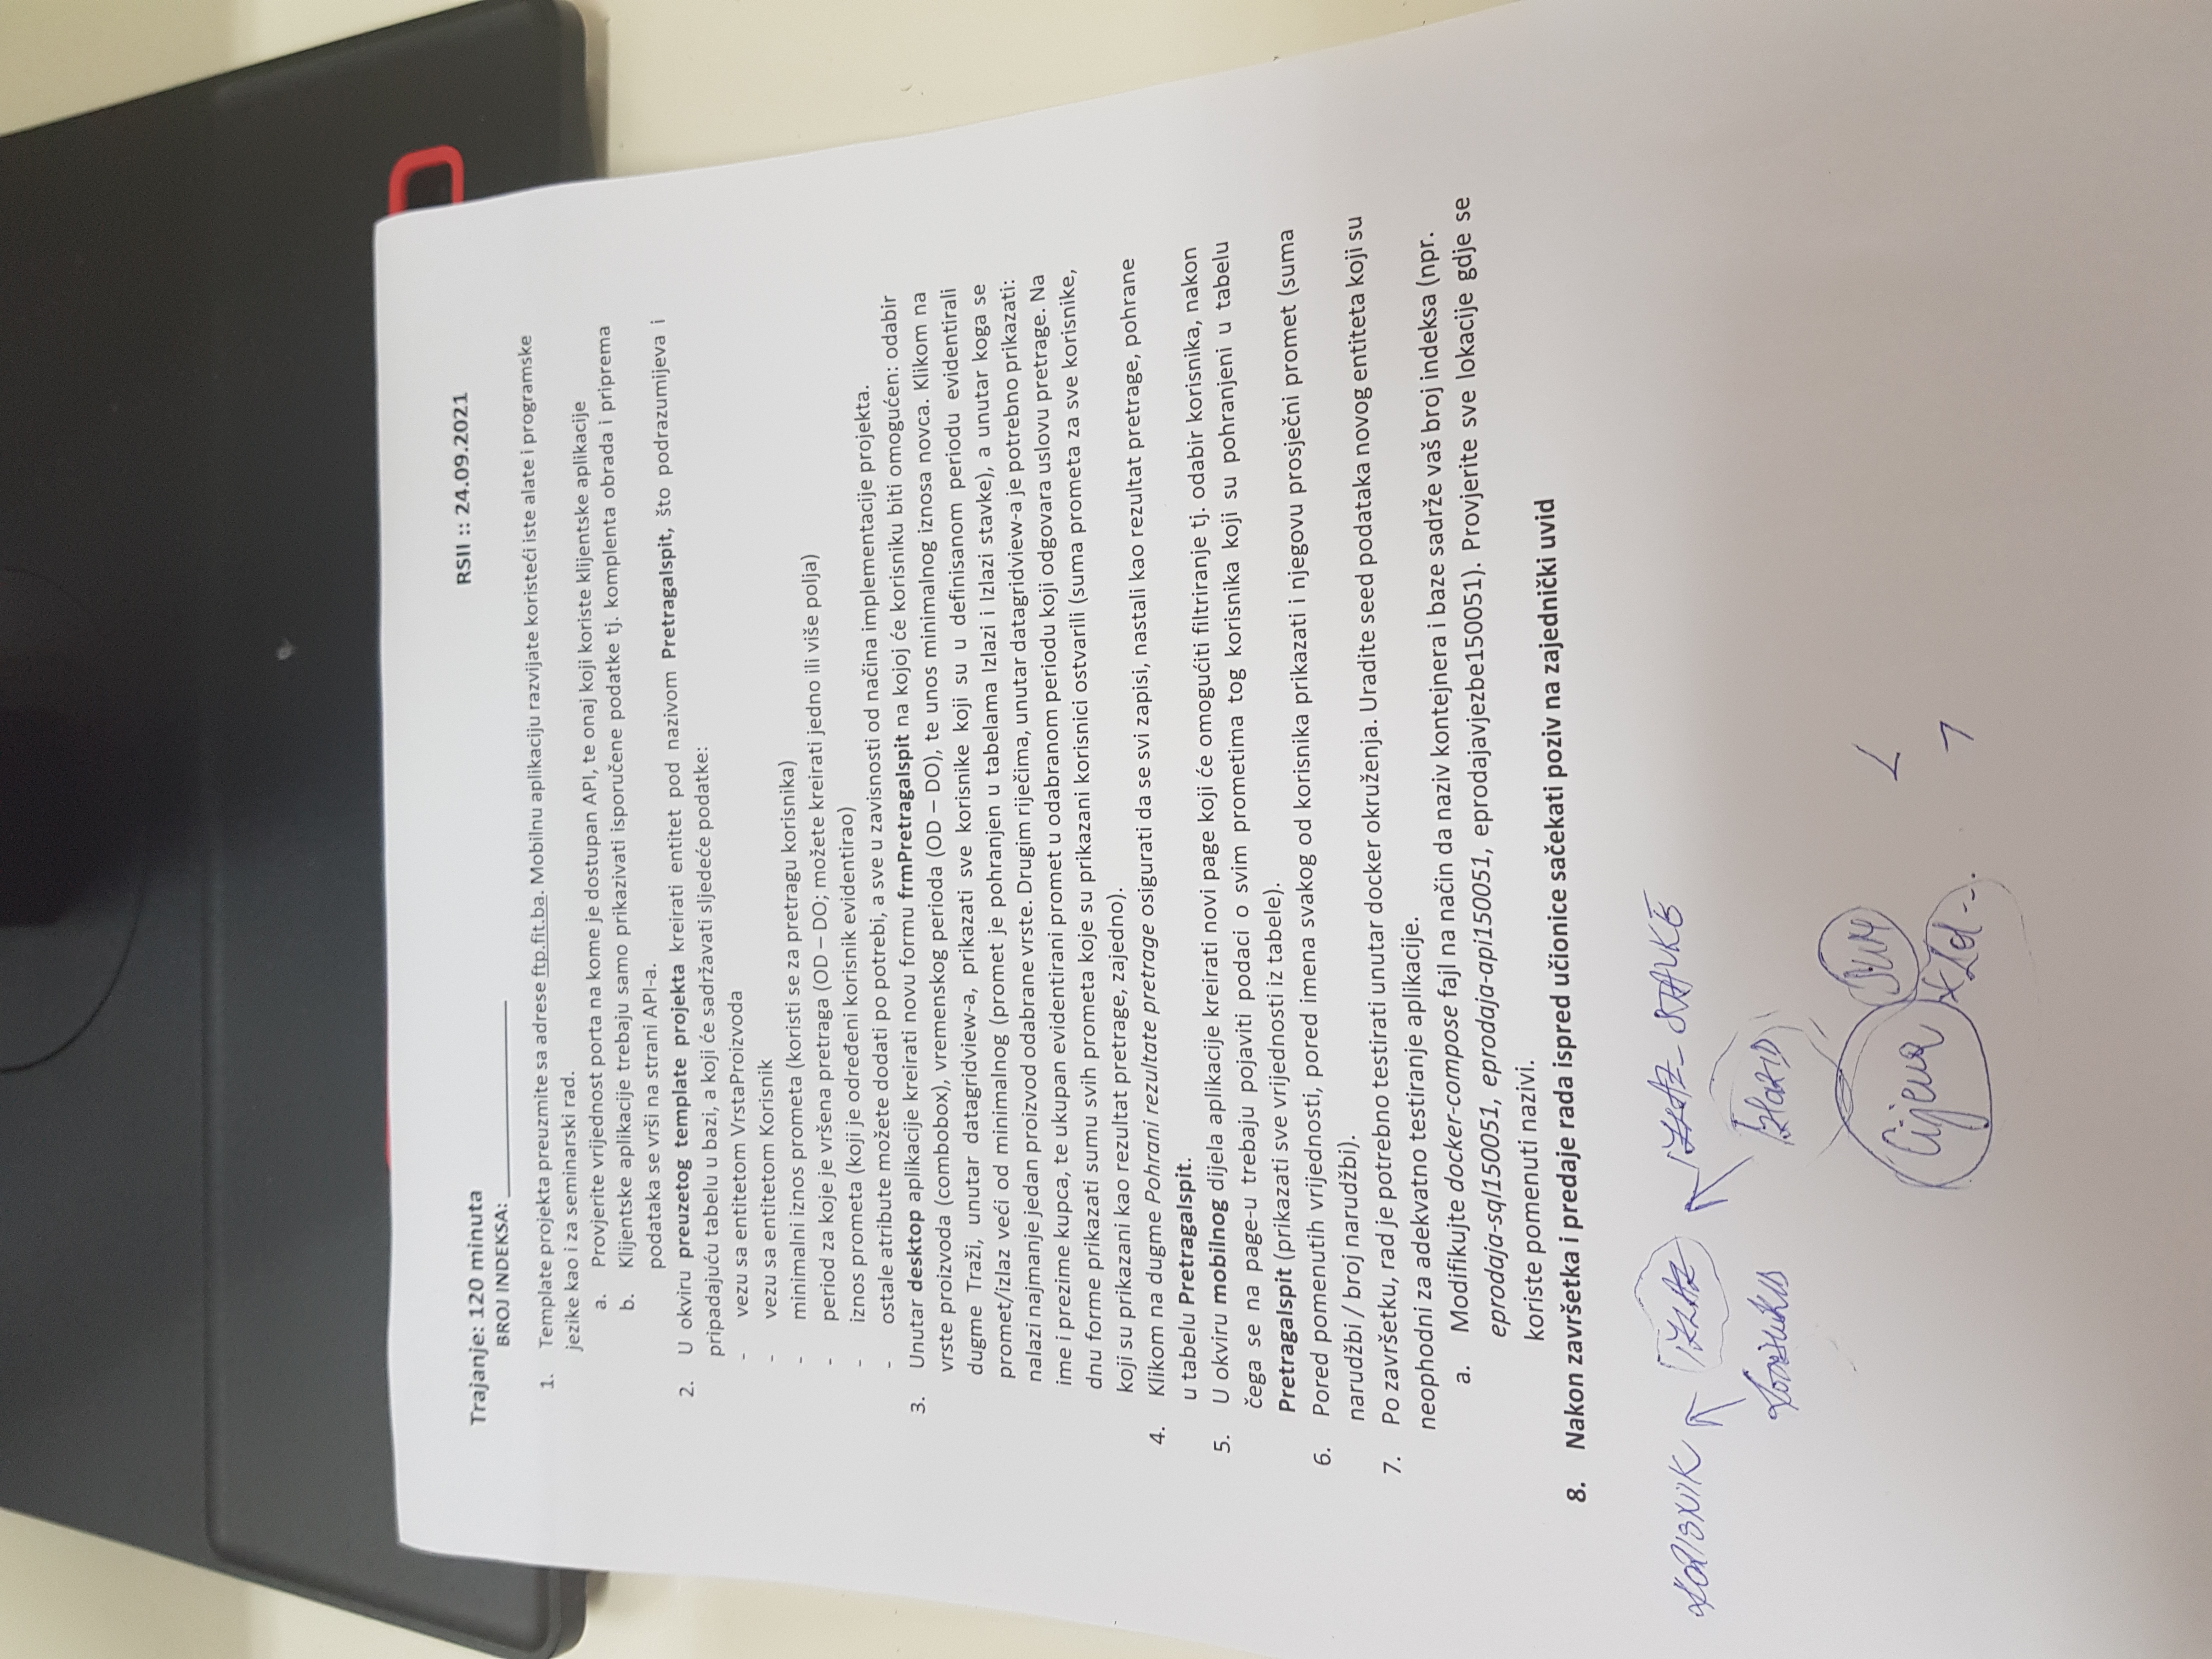 Trajanje: 120 minuta
RSII :: 24.09.2021
BROJ INDEKSA: _______________
1. Template projekta preuzmite sa adrese ftp.fit.ba. Mobilnu aplikaciju razvijate koristeći iste alate i programske
jezike kao i za seminarski rad.
a. Provjerite vrijednost porta na kome je dostupan API, te onaj koji koriste klijentske aplikacije
b. Klijentske aplikacije trebaju samo prikazivati isporučene podatke tj. komplenta obrada i priprema
podataka se vrši na strani API-a.
2. U okviru preuzetog template projekta kreirati entitet pod nazivom PretragaIspit, što podrazumijeva i
pripadajuću tabelu u bazi, a koji će sadržavati sljedeće podatke:
- vezu sa entitetom VrstaProizvoda
- vezu sa entitetom Korisnik
- minimalni iznos prometa (koristi se za pretragu korisnika)
- period za koje je vršena pretraga (OD – DO; možete kreirati jedno ili više polja)
- iznos prometa (koji je određeni korisnik evidentirao)
- ostale atribute možete dodati po potrebi, a sve u zavisnosti od načina implementacije projekta.
3. Unutar desktop aplikacije kreirati novu formu frmPretragaIspit na kojoj će korisniku biti omogućen: odabir
vrste proizvoda (combobox), vremenskog perioda (OD – DO), te unos minimalnog iznosa novca. Klikom na
dugme Traži, unutar datagridview-a, prikazati sve korisnike koji su u definisanom periodu evidentirali
promet/izlaz veći od minimalnog (promet je pohranjen u tabelama Izlazi i Izlazi stavke), a unutar koga se
nalazi najmanje jedan proizvod odabrane vrste. Drugim riječima, unutar datagridview-a je potrebno prikazati:
ime i prezime kupca, te ukupan evidentirani promet u odabranom periodu koji odgovara uslovu pretrage. Na
dnu forme prikazati sumu svih prometa koje su prikazani korisnici ostvarili (suma prometa za sve korisnike,
koji su prikazani kao rezultat pretrage, zajedno).
4. Klikom na dugme Pohrani rezultate pretrage osigurati da se svi zapisi, nastali kao rezultat pretrage, pohrane
u tabelu PretragaIspit.
5. U okviru mobilnog dijela aplikacije kreirati novi page koji će omogućiti filtriranje tj. odabir korisnika, nakon
čega se na page-u trebaju pojaviti podaci o svim prometima tog korisnika koji su pohranjeni u tabelu
PretragaIspit (prikazati sve vrijednosti iz tabele).
6. Pored pomenutih vrijednosti, pored imena svakog od korisnika prikazati i njegovu prosječni promet (suma
narudžbi / broj narudžbi).
7. Po završetku, rad je potrebno testirati unutar docker okruženja. Uradite seed podataka novog entiteta koji su
neophodni za adekvatno testiranje aplikacije.
a. Modifikujte docker-compose fajl na način da naziv kontejnera i baze sadrže vaš broj indeksa (npr.
eprodaja-sql150051, eprodaja-api150051, eprodajavjezbe150051). Provjerite sve lokacije gdje se
koriste pomenuti nazivi.
8. Nakon završetka i predaje rada ispred učionice sačekati poziv na zajednički uvid
KORISNIK IZLAZ IZLAZ-STAVKE
KorisnikID IzlazID
SUM
Cijena